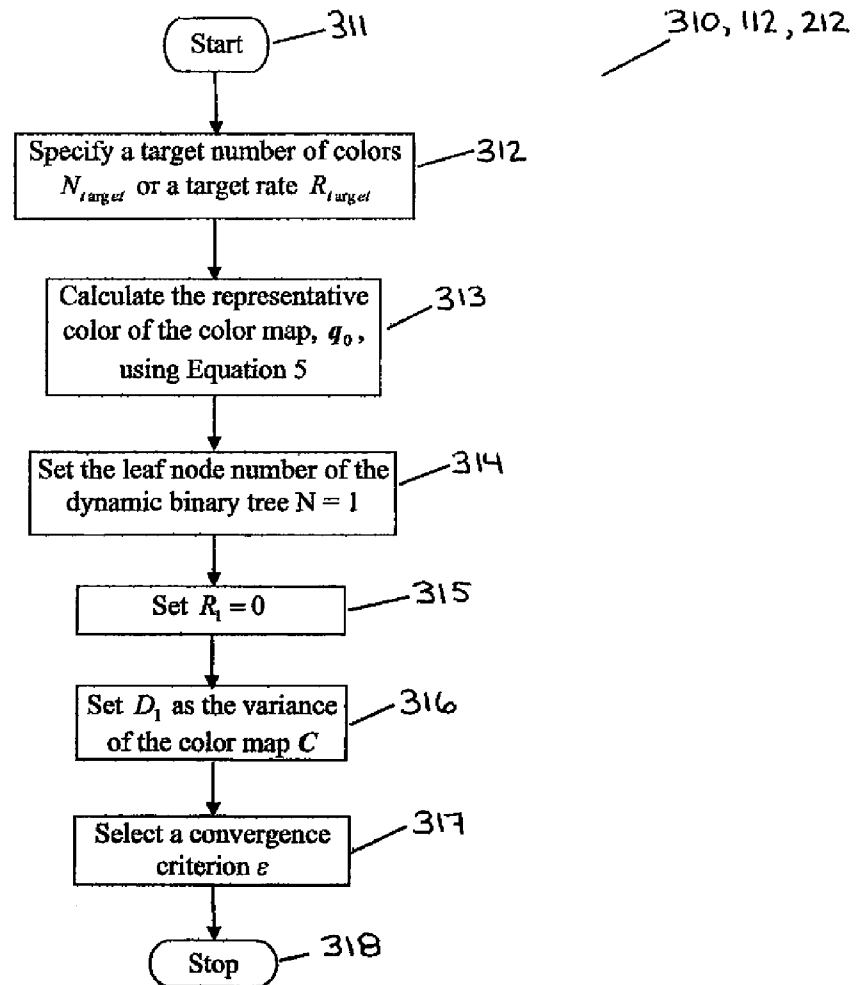 310, 112, 212
Start
311
Specify a target number of colors
N_target or a target rate R_target
312
Calculate the representative
color of the color map, q_0,
using Equation 5
313
Set the leaf node number of the
dynamic binary tree N = 1
314
Set R_1 = 0
315
Set D_1 as the variance
of the color map C
316
Select a convergence
criterion ε
317
Stop
318